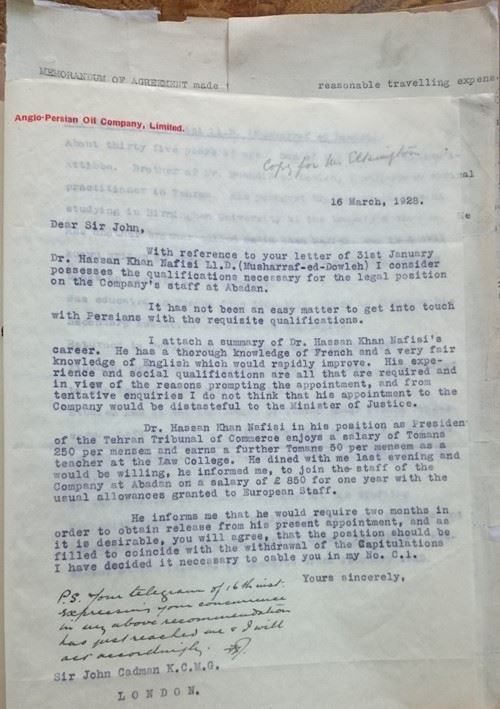 MEMORANDUM OF AGREEMENT made
reasonable travelling expens
Anglo-Persian Oil Company, Limited.
Copy for Mr Elkington
16 March, 1928.
Dear Sir John,
With reference to your letter of 31st January
Dr. Hassan Khan Nafisi Ll.D.(Musharraf-ed-Dowleh) I consider
possesses the qualifications necessary for the legal position
on the Company's staff at Abadan.
It has not been an easy matter to get into touch
with Persians with the requisite qualifications.
I attach a summary of Dr. Hassan Khan Nafisi's
career. He has a thorough knowledge of French and a very fair
knowledge of English which would rapidly improve. His expe-
rience and social qualifications are all that are required and
in view of the reasons prompting the appointment, and from
tentative enquiries I do not think that his appointment to the
Company would be distasteful to the Minister of Justice.
Dr. Hassan Khan Nafisi in his position as President
of the Tehran Tribunal of Commerce enjoys a salary of Tomans
250 per mensem and earns a further Tomans 50 per mensem as a
teacher at the Law College. He dined with me last evening and
would be willing, he informed me, to join the staff of the
Company at Abadan on a salary of £ 850 for one year with the
usual allowances granted to European Staff.
He informs me that he would require two months in
order to obtain release from his present appointment, and as
it is desirable, you will agree, that the position should be
filled to coincide with the withdrawal of the Capitulations
I have decided it necessary to cable you in my No. C.1.
Yours sincerely,
P.S. Your telegram of 16th inst.
expressing your concurrence
in my above recommendation
has just reached me & I will
act accordingly.
Sir John Cadman K.C.M.G.
LONDON.